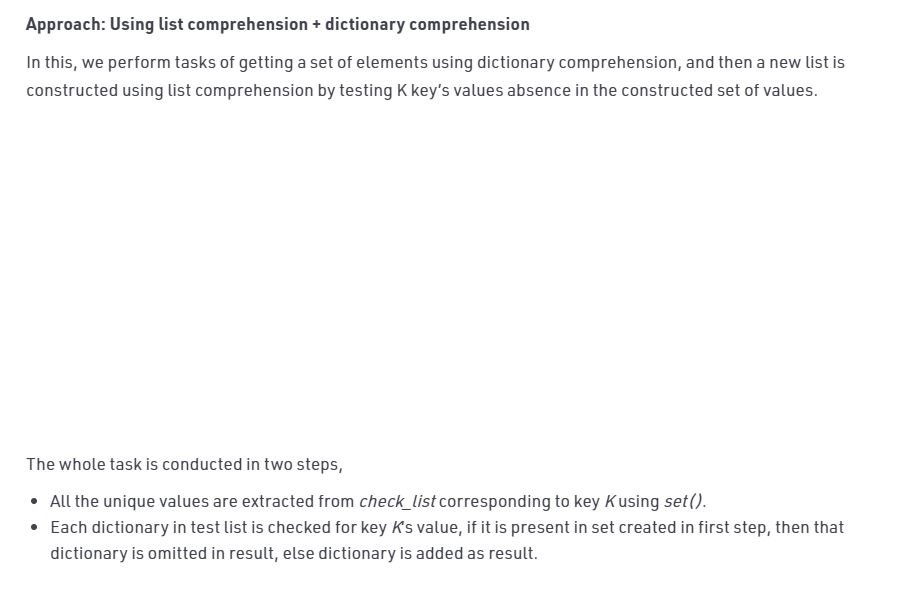 Approach: Using list comprehension + dictionary comprehension
In this, we perform tasks of getting a set of elements using dictionary comprehension, and then a new list is
constructed using list comprehension by testing K key's values absence in the constructed set of values.
The whole task is conducted in two steps,
• All the unique values are extracted from check_list corresponding to key K using set().
• Each dictionary in test list is checked for key K's value, if it is present in set created in first step, then that
dictionary is omitted in result, else dictionary is added as result.